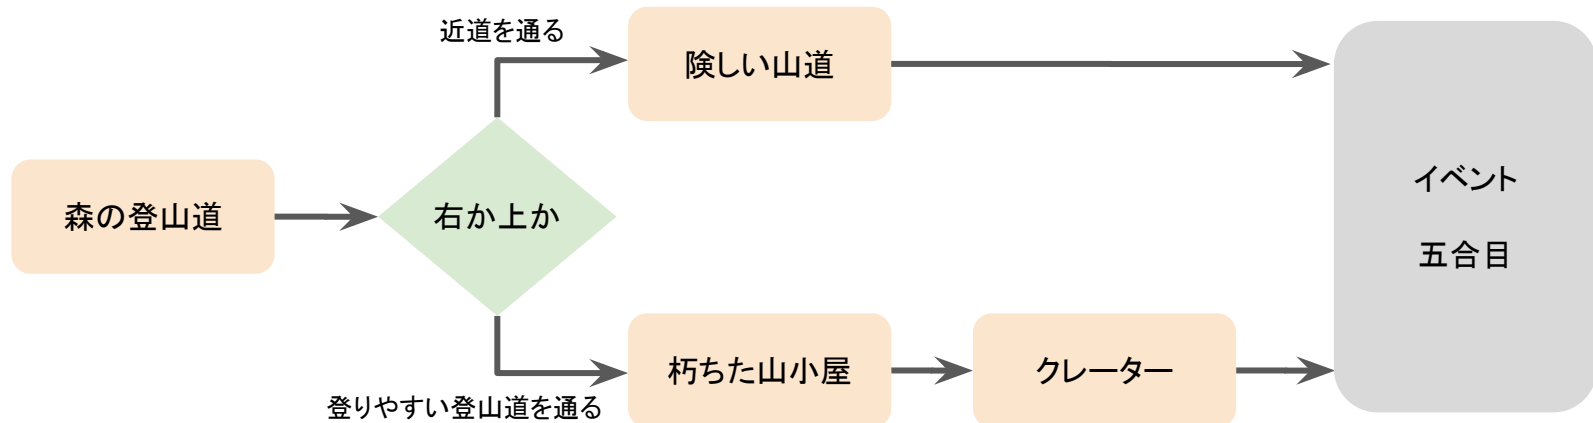 近道を通る
険しい山道
森の登山道
右か上か
イベント
五合目
朽ちた山小屋
クレーター
登りやすい登山道を通る